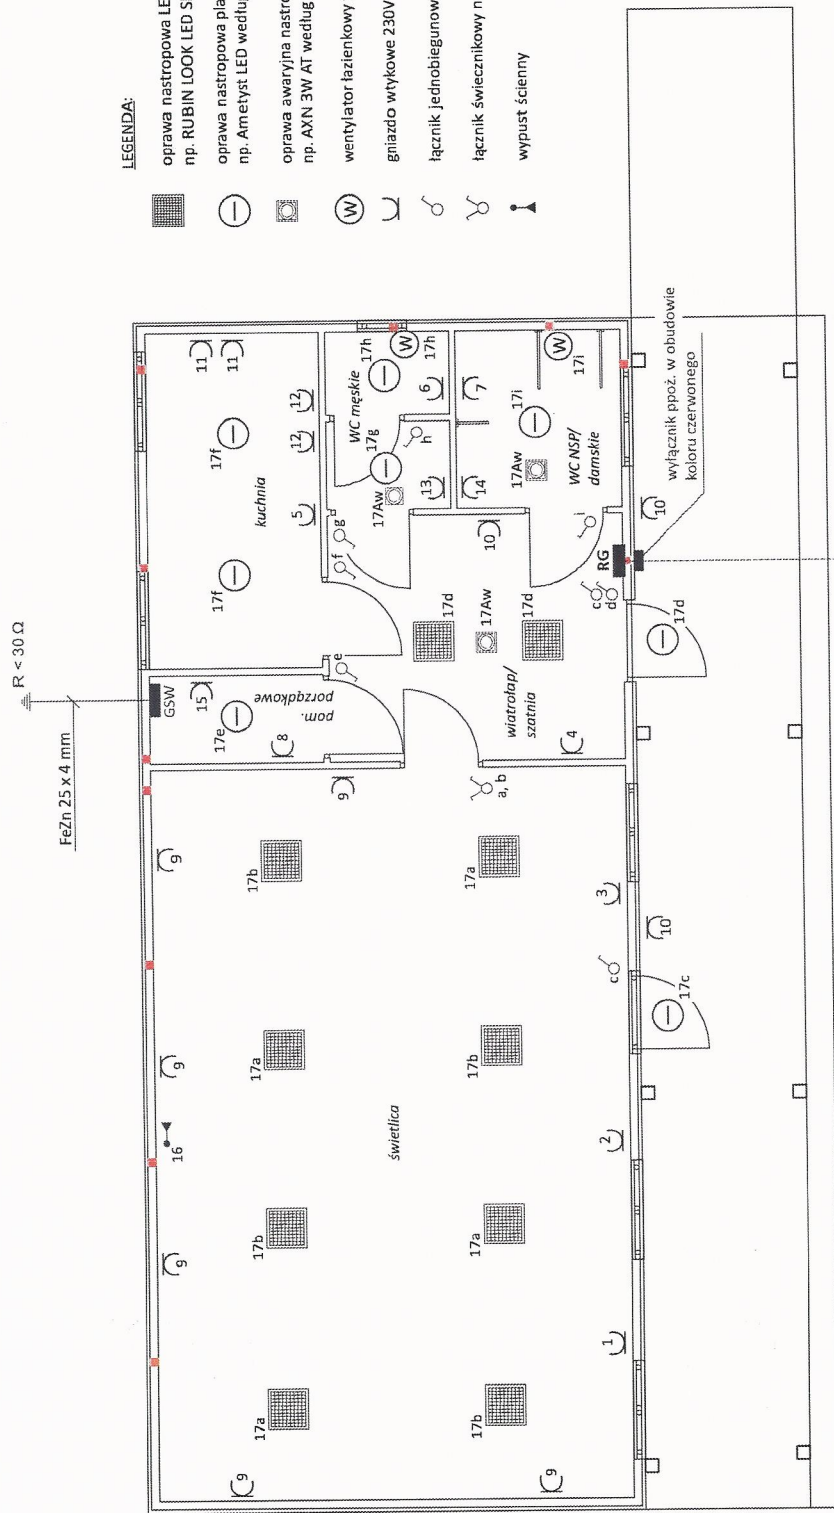 R < 30 Ω
FeZn 25 x 4 mm
LEGENDA:
oprawa nastropowa LE
np. RUBIN LOOK LED S
oprawa nastropowa pla
np. Ametyst LED według
oprawa awaryjna nastro
np. AXN 3W AT według
W
wentylator łazienkowy
gniazdo wtykowe 230V
łącznik jednobiegunow
łącznik świecznikowy n
wypust ścienny
GSW
kuchnia
17f
17f
11
11
12
12
5
WC męskie
17h
W
17h
6
17g
h
13
17Aw
g
f
WC NSP/
damskie
7
14
17i
W
17i
17Aw
i
10
RG
10
wyłącznik ppoż. w obudowie
koloru czerwonego
pom.
porządkowe
15
17e
8
e
wiatrołap/
szatnia
17d
17Aw
17d
c
d
4
17d
świetlica
9
9
9
9
9
9
16
17b
17a
17b
17a
17a
17b
17a
17b
a, b
c
3
2
1
10
17c